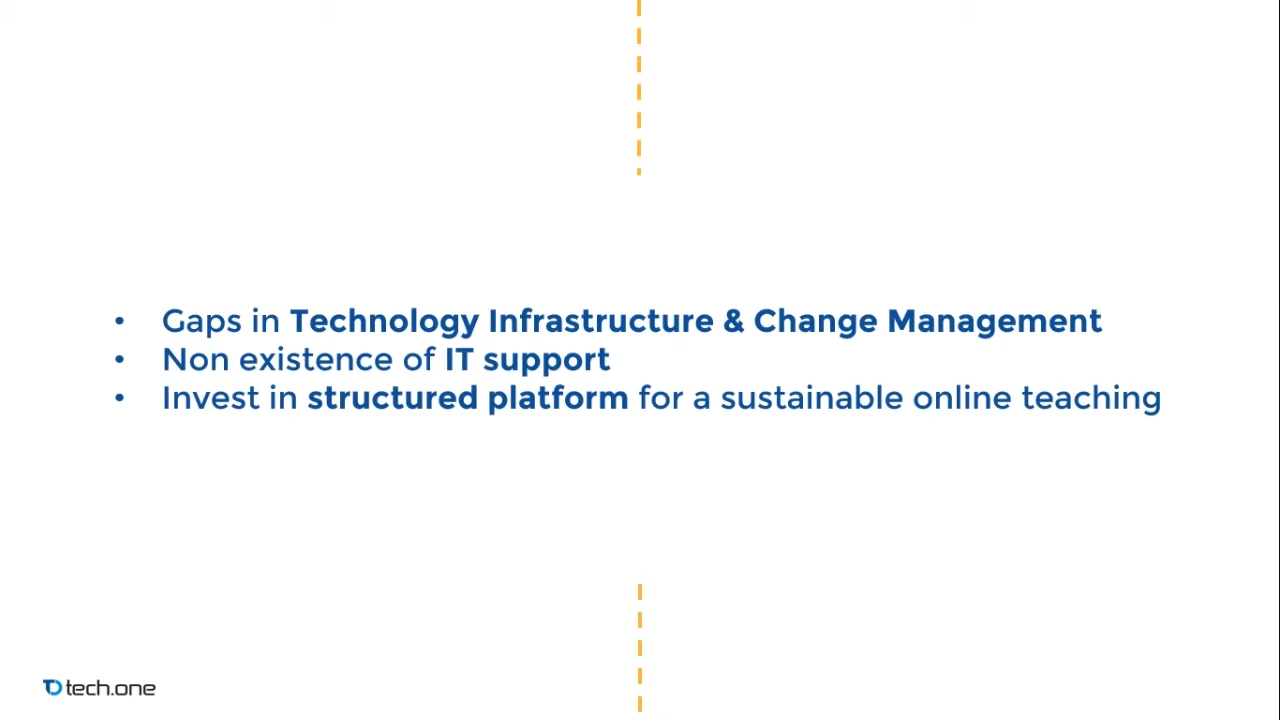 • Gaps in Technology Infrastructure & Change Management
• Non existence of IT support
• Invest in structured platform for a sustainable online teaching
tech.one